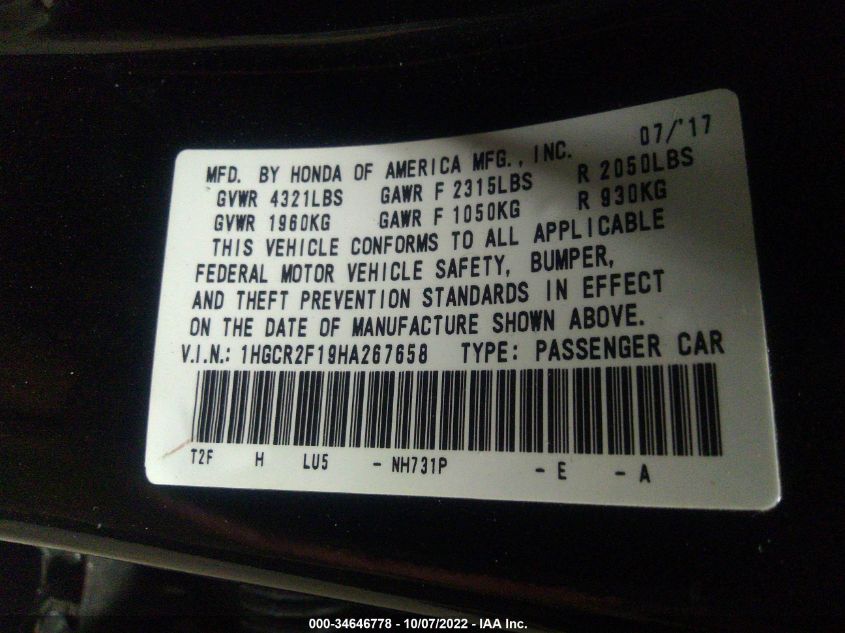 07/'17
MFD. BY HONDA OF AMERICA MFG., INC.
GVWR 4321LBS GAWR F 2315LBS R 2050LBS
GVWR 1960KG GAWR F 1050KG R 930KG
THIS VEHICLE CONFORMS TO ALL APPLICABLE
FEDERAL MOTOR VEHICLE SAFETY, BUMPER,
AND THEFT PREVENTION STANDARDS IN EFFECT
ON THE DATE OF MANUFACTURE SHOWN ABOVE.
V.I.N.: 1HGCR2F19HA267658 TYPE: PASSENGER CAR
T2F H LU5 - NH731P - E - A
000-34646778 - 10/07/2022 - IAA Inc.